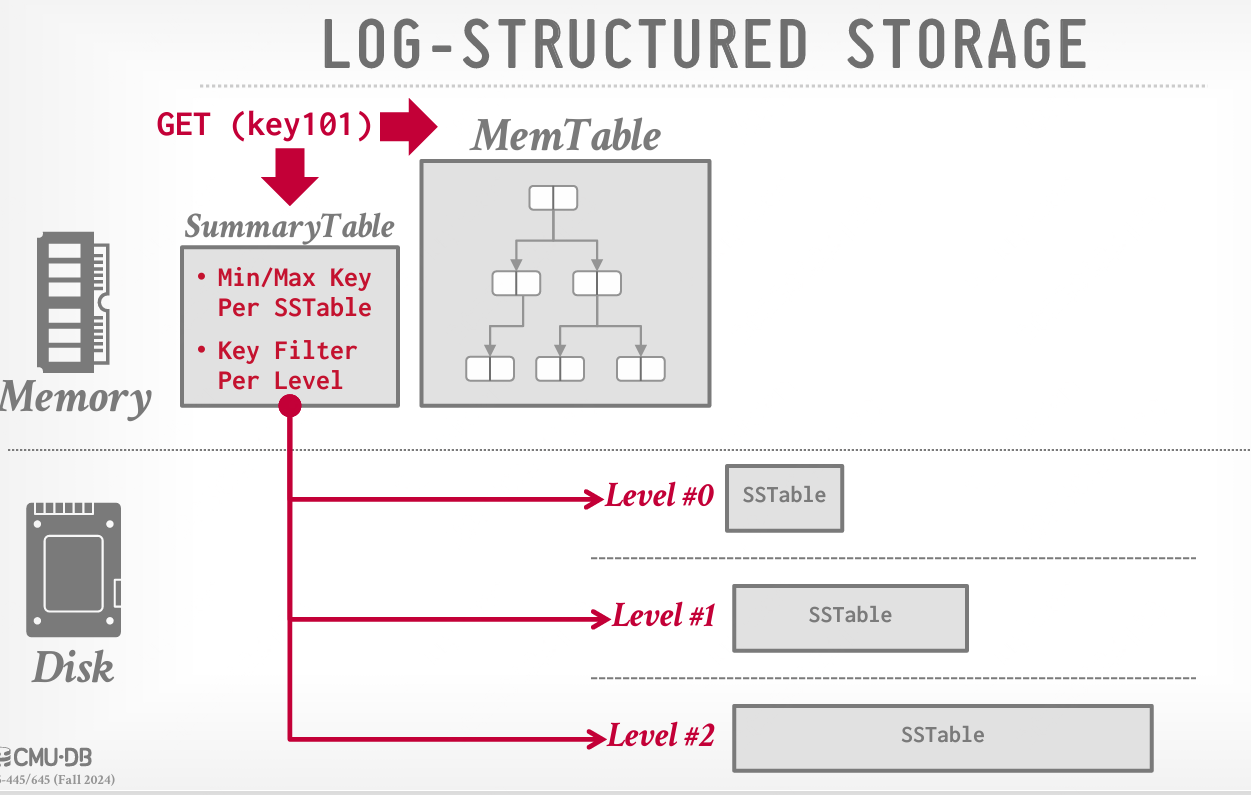 LOG-STRUCTURED STORAGE
GET (key101)
MemTable
SummaryTable
• Min/Max Key
Per SSTable
• Key Filter
Per Level
Memory
Level #0
SSTable
Level #1
SSTable
Disk
Level #2
SSTable
CMU·DB
5-445/645 (Fall 2024)